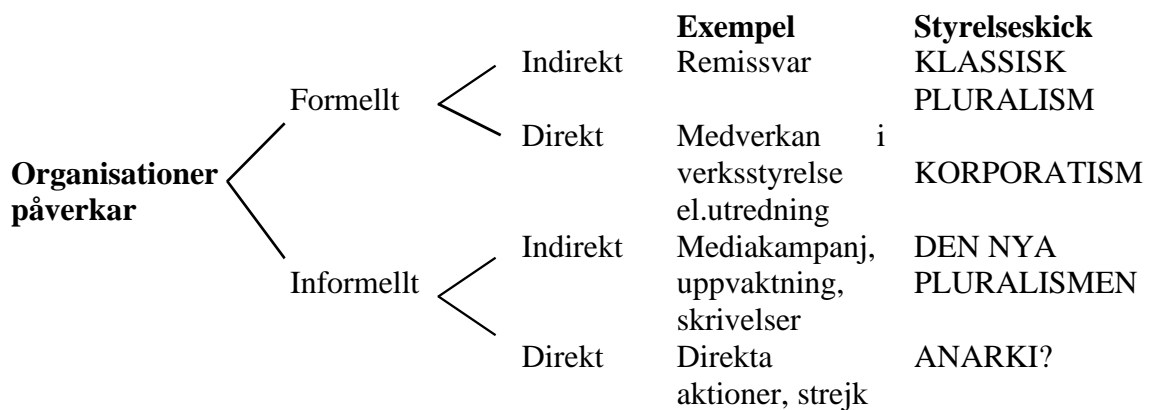 Exempel Styrelseskick
Indirekt Remissvar KLASSISK
Formellt PLURALISM
Direkt Medverkan i
Organisationer verksstyrelse KORPORATISM
påverkar el.utredning
Indirekt Mediakampanj, DEN NYA
Informellt uppvaktning, PLURALISMEN
skrivelser
Direkt Direkta ANARKI?
aktioner, strejk